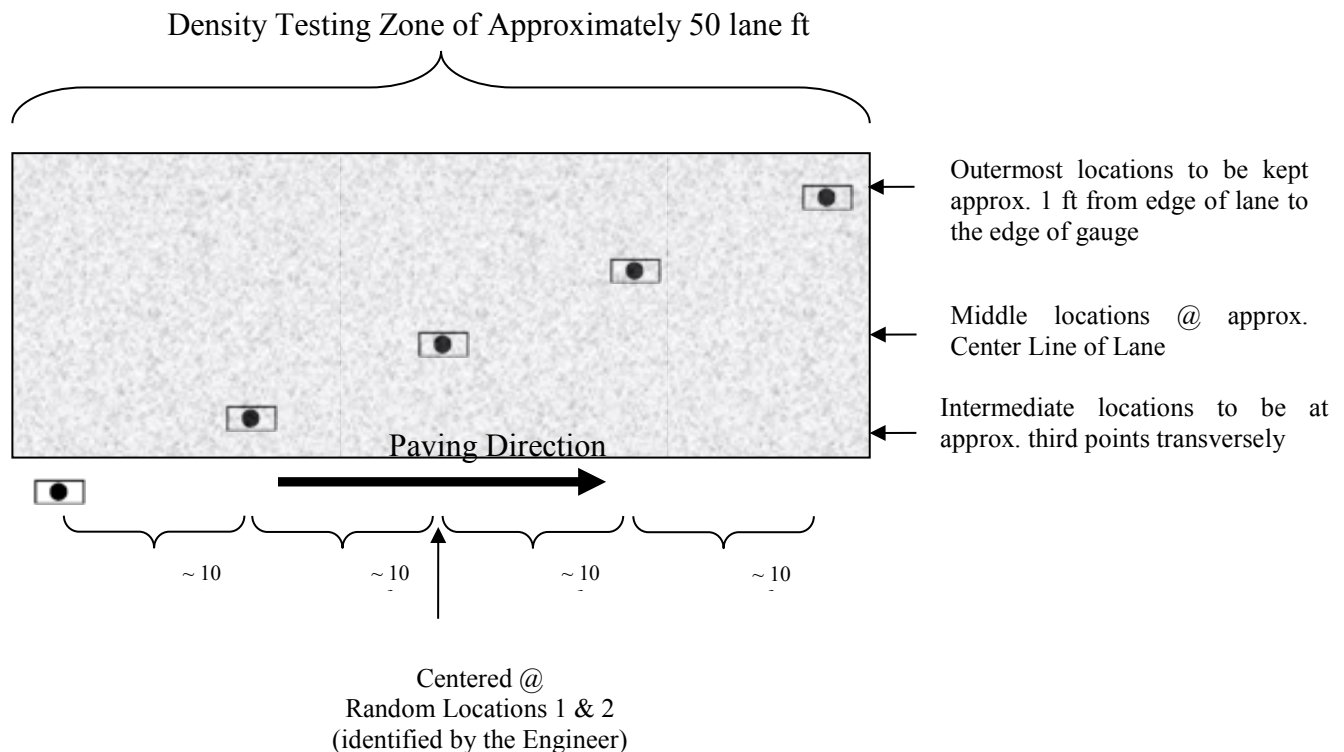 Density Testing Zone of Approximately 50 lane ft
Outermost locations to be kept
approx. 1 ft from edge of lane to
the edge of gauge
Middle locations @ approx.
Center Line of Lane
Intermediate locations to be at
approx. third points transversely
Paving Direction
~ 10
~ 10
~ 10
~ 10
Centered @
Random Locations 1 & 2
(identified by the Engineer)